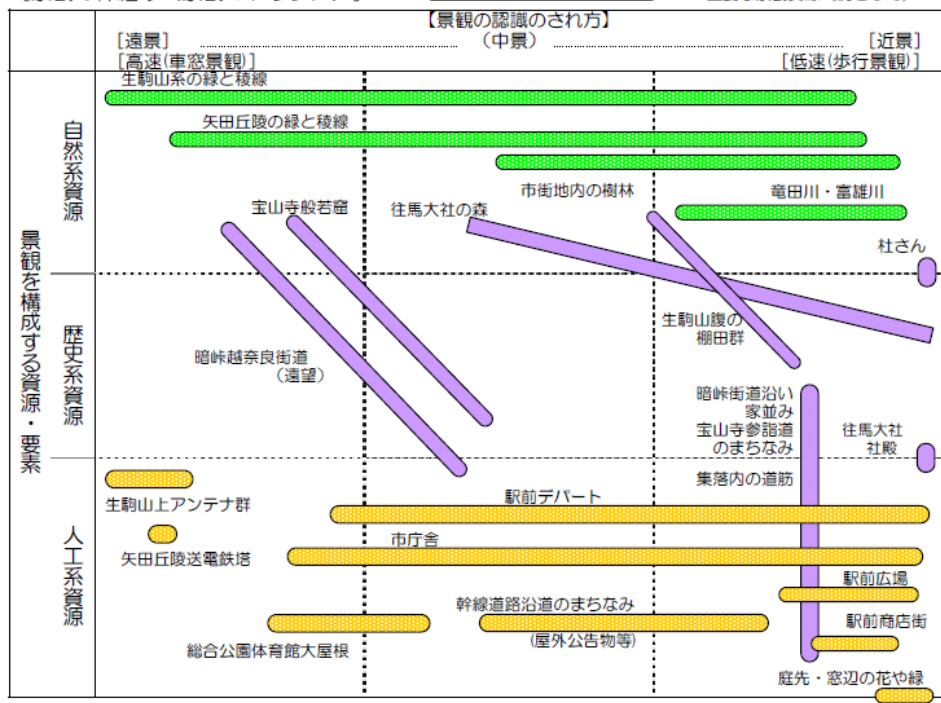 【景観の認識のされ方】
[遠景]
(中景)
[近景]
[高速(車窓景観)]
[低速(歩行景観)]
景観を構成する資源・要素
自然系資源
生駒山系の緑と稜線
矢田丘陵の緑と稜線
市街地内の樹林
竜田川・富雄川
宝山寺般若窟
往馬大社の森
杜さん
歴史系資源
生駒山腹の
棚田群
暗峠越奈良街道
(遠望)
暗峠街道沿い
家並み
宝山寺参詣道
のまちなみ
集落内の道筋
往馬大社
社殿
人工系資源
生駒山上アンテナ群
駅前デパート
矢田丘陵送電鉄塔
市庁舎
駅前広場
総合公園体育館大屋根
幹線道路沿道のまちなみ
(屋外公告物等)
駅前商店街
庭先・窓辺の花や緑